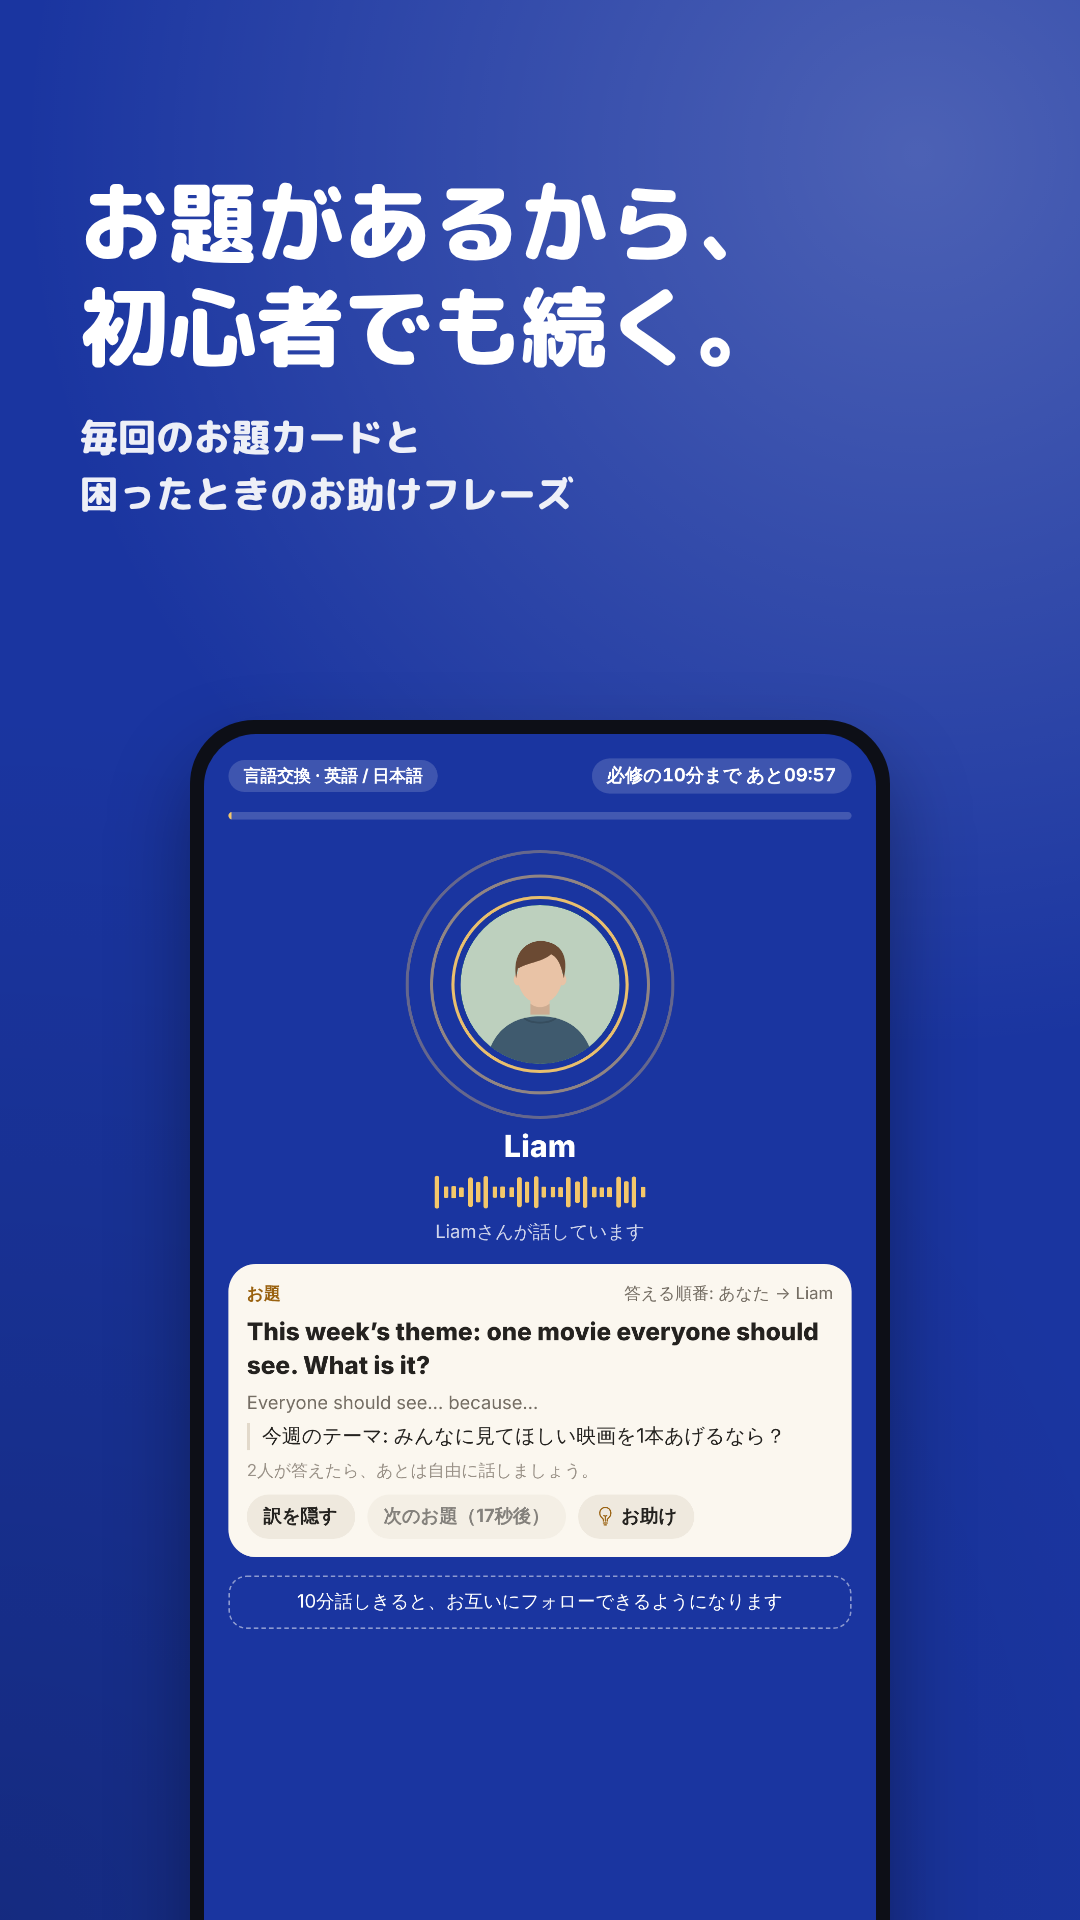 お題があるから、
初心者でも続く。
毎回のお題カードと
困ったときのお助けフレーズ
言語交換 · 英語 / 日本語
必修の10分まで あと09:57
Liam
Liamさんが話しています
お題
答える順番: あなた → Liam
This week’s theme: one movie everyone should
see. What is it?
Everyone should see... because...
今週のテーマ: みんなに見てほしい映画を1本あげるなら？
2人が答えたら、あとは自由に話しましょう。
訳を隠す
次のお題（17秒後）
お助け
10分話しきると、お互いにフォローできるようになります